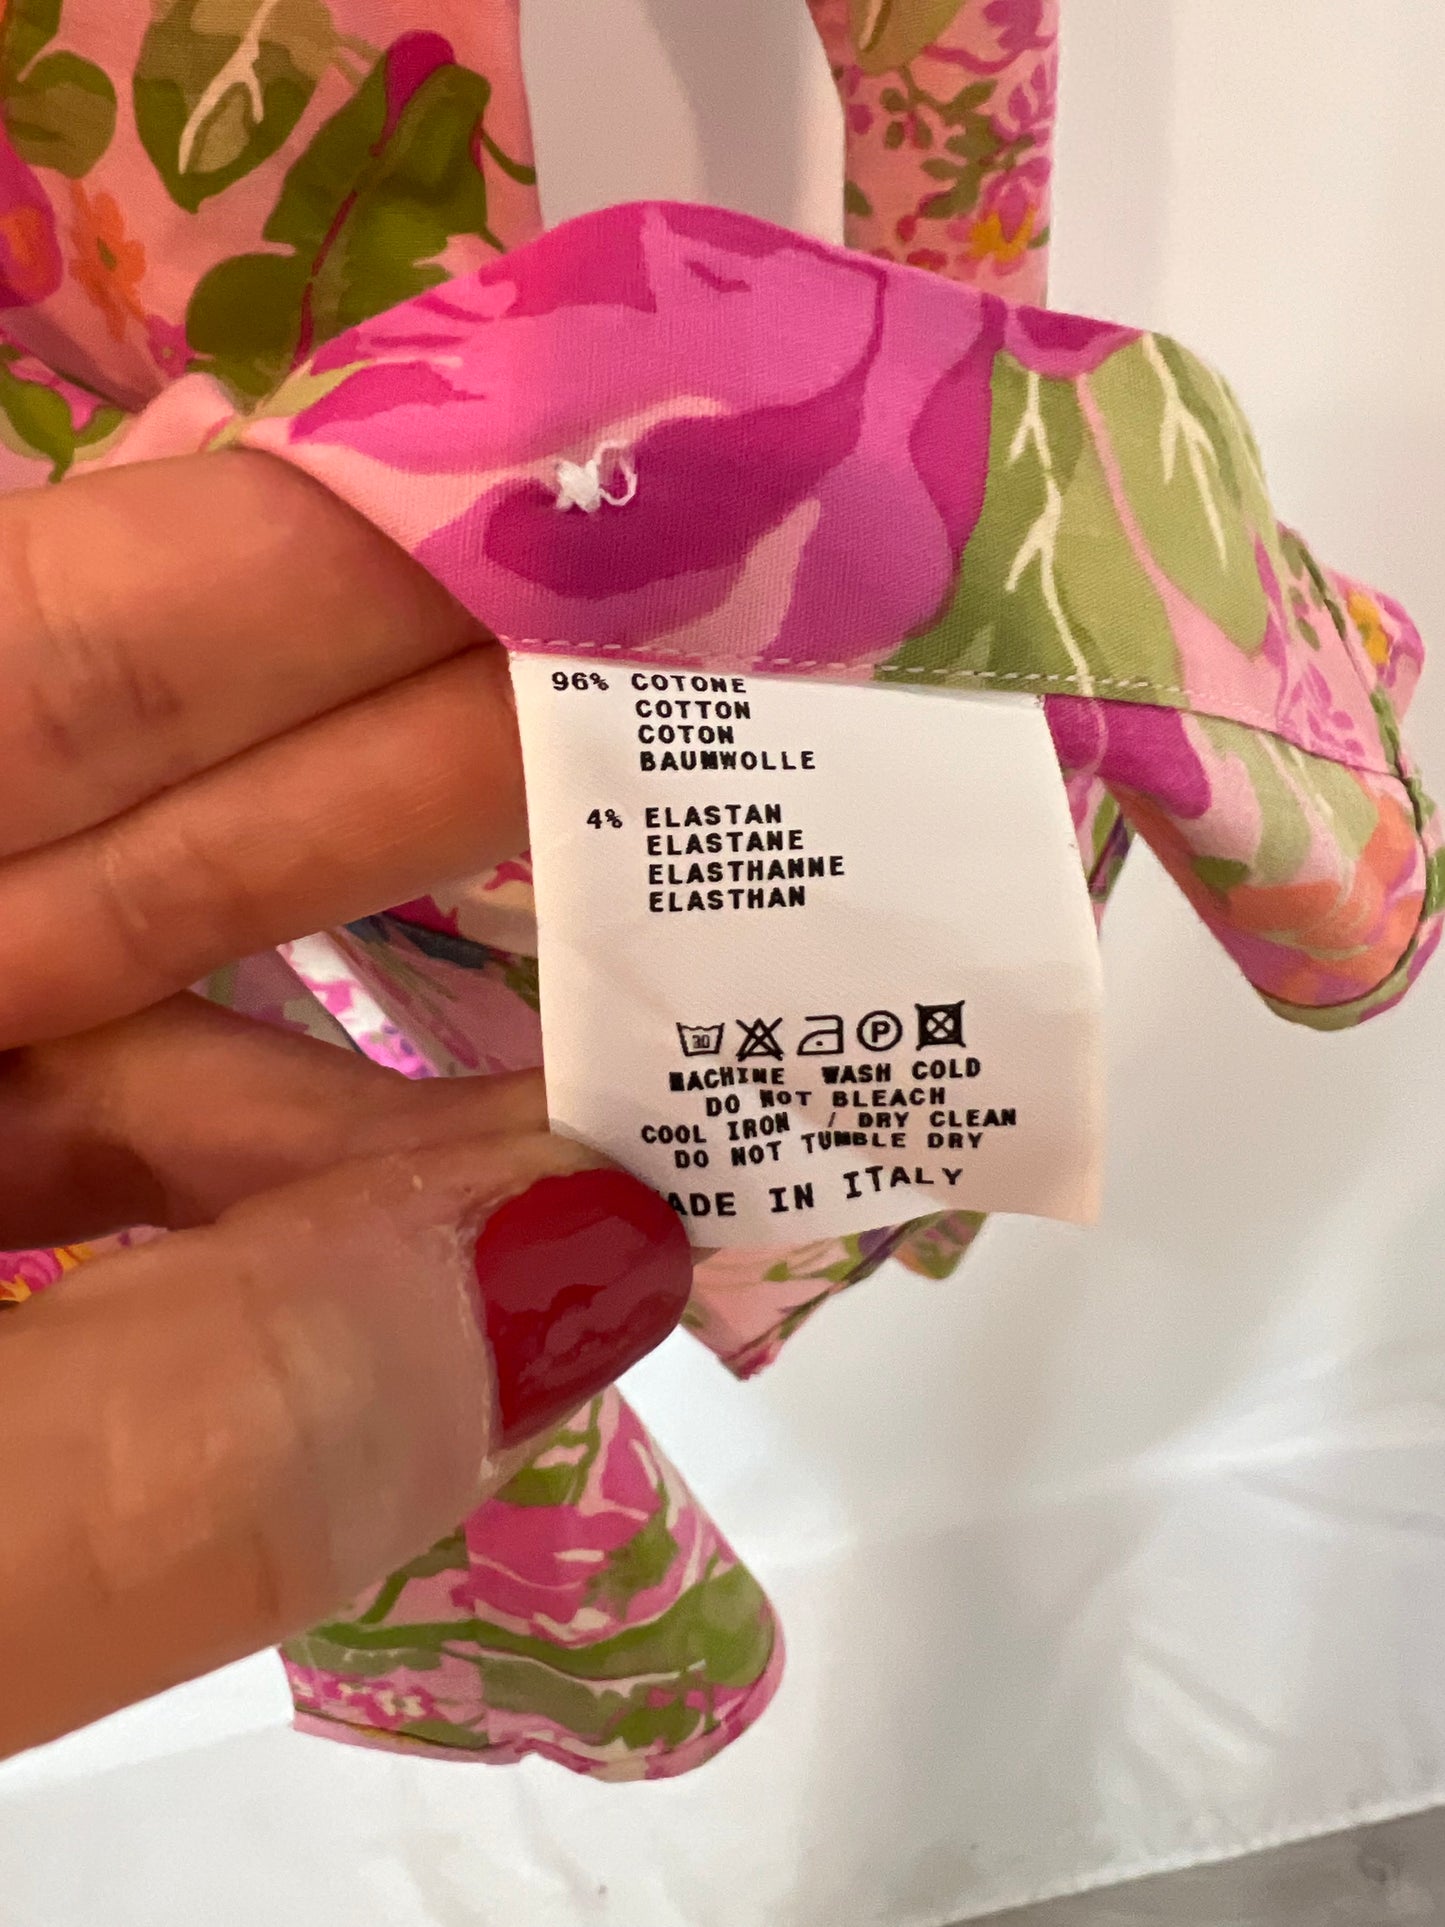 96% COTONE
COTTON
COTON
BAUMWOLLE
4% ELASTAN
ELASTANE
ELASTHANNE
ELASTHAN
30 P
MACHINE WASH COLD
DO NOT BLEACH
COOL IRON / DRY CLEAN
DO NOT TUMBLE DRY
ADE IN ITALY